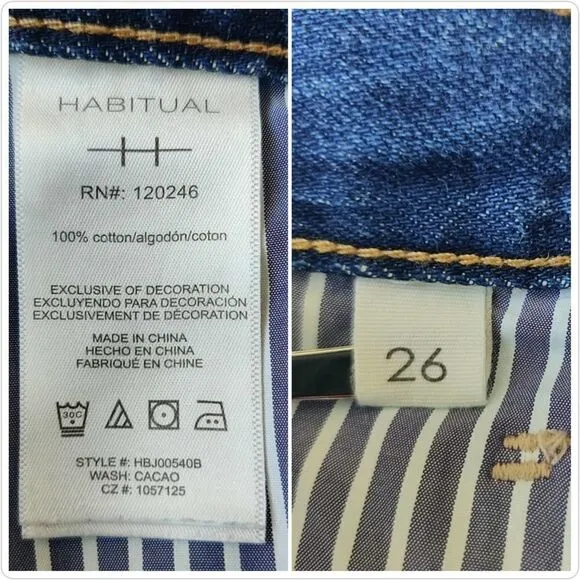 HABITUAL
RN#: 120246
100% cotton/algodón/coton
EXCLUSIVE OF DECORATION
EXCLUYENDO PARA DECORACIÓN
EXCLUSIVEMENT DE DÉCORATION
MADE IN CHINA
HECHO EN CHINA
FABRIQUÉ EN CHINE
30C
STYLE #: HBJ00540B
WASH: CACAO
CZ #: 1057125
26